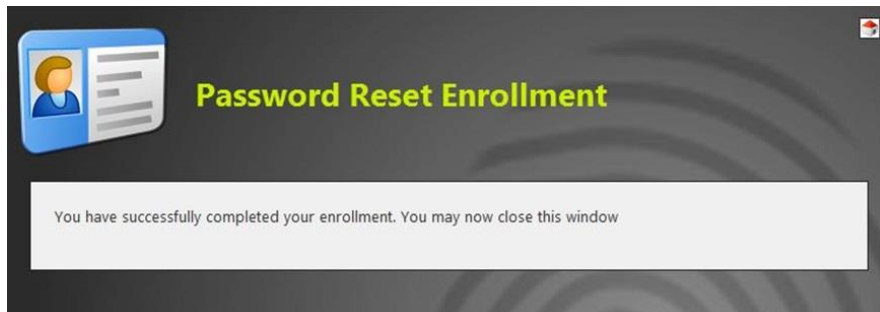 Password Reset Enrollment
You have successfully completed your enrollment. You may now close this window